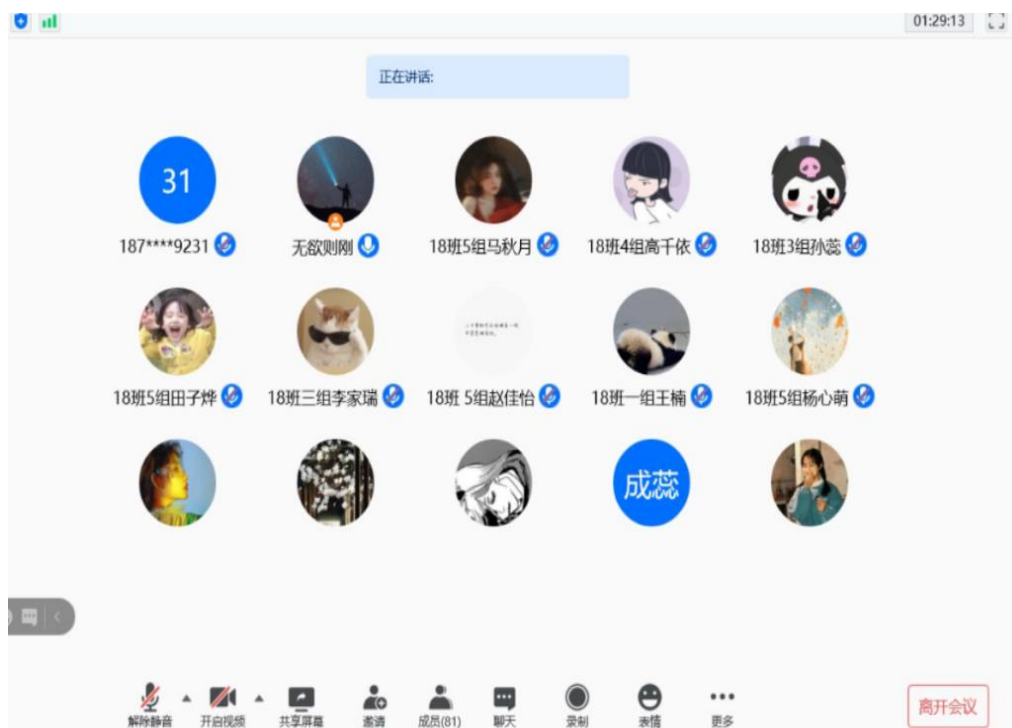 01:29:13
正在讲话:
31
187****9231
无欲则刚
18班5组马秋月
18班4组高千依
18班3组孙蕊
18班5组田子烨
18班三组李家瑞
18班 5组赵佳怡
18班一组王楠
18班5组杨心萌
成蕊
解除静音
开启视频
共享屏幕
邀请
成员(81)
聊天
录制
表情
更多
离开会议